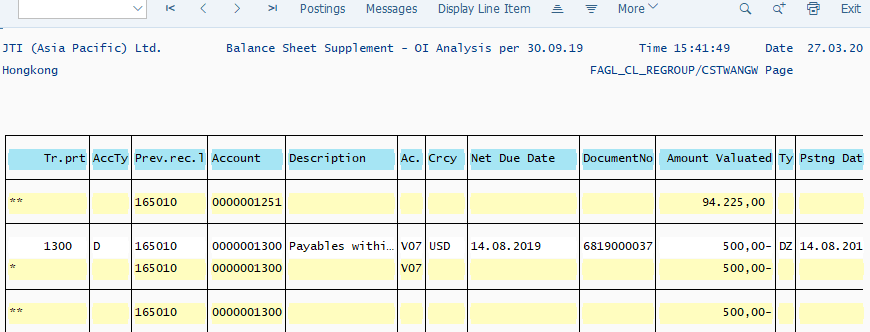 Postings Messages Display Line Item More Exit
JTI (Asia Pacific) Ltd. Balance Sheet Supplement - OI Analysis per 30.09.19 Time 15:41:49 Date 27.03.20
Hongkong FAGL_CL_REGROUP/CSTWANGW Page
Tr.prt AccTy Prev.rec.l Account Description Ac. Crcy Net Due Date DocumentNo Amount Valuated Ty Pstng Dat
** 165010 0000001251 94.225,00
1300 D 165010 0000001300 Payables withi… V07 USD 14.08.2019 6819000037 500,00- DZ 14.08.201
* 165010 0000001300 V07 500,00-
** 165010 0000001300 500,00-